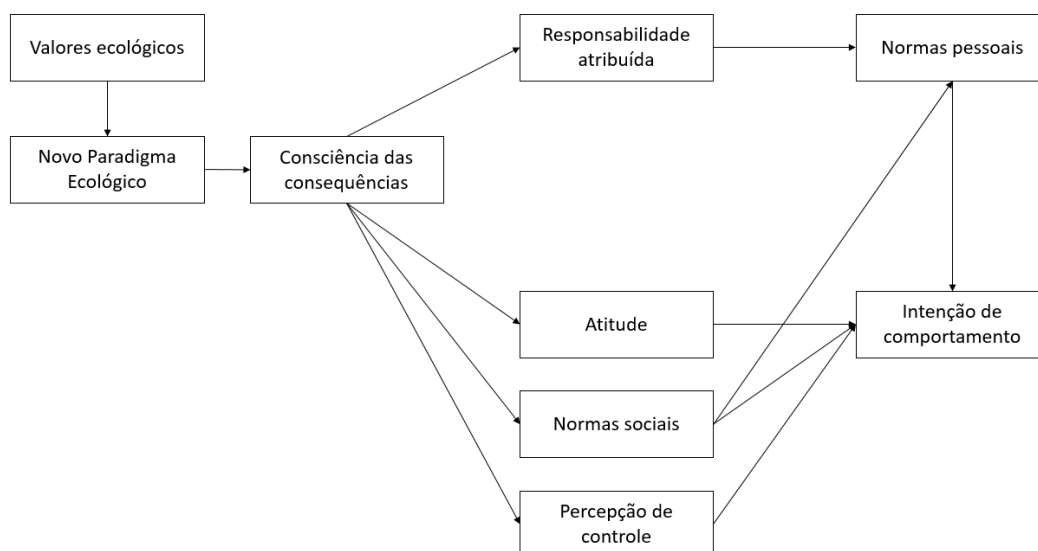 Valores ecológicos
Responsabilidade
atribuída
Normas pessoais
Novo Paradigma
Ecológico
Consciência das
consequências
Atitude
Intenção de
comportamento
Normas sociais
Percepção de
controle